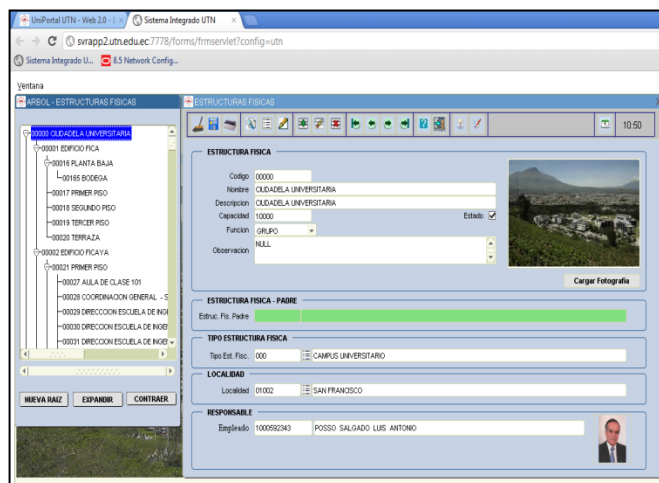 UniPortal UTN - Web 2.0 - I
Sistema Integrado UTN
svrapp2.utn.edu.ec:7778/forms/frmservlet?config=utn
Sistema Integrado U...
8.5 Network Config...
Ventana
ARBOL - ESTRUCTURAS FISICAS
ESTRUCTURAS FISICAS
10:50
00000 CIUDADELA UNIVERSITARIA
00001 EDIFICIO FICA
00016 PLANTA BAJA
00165 BODEGA
00017 PRIMER PISO
00018 SEGUNDO PISO
00019 TERCER PISO
00020 TERRAZA
00002 EDIFICIO FICAYA
00021 PRIMER PISO
00027 AULA DE CLASE 101
00028 COORDINACION GENERAL - S
00029 DIRECCION ESCUELA DE INGE
00030 DIRECCION ESCUELA DE INGE
00031 DIRECCION ESCUELA DE INGE
NUEVA RAIZ
EXPANDIR
CONTRAER
ESTRUCTURA FISICA
Codigo 00000
Nombre CIUDADELA UNIVERSITARIA
Descripcion CIUDADELA UNIVERSITARIA
Capacidad 10000
Estado
Funcion GRUPO
Observacion NULL
Cargar Fotografia
ESTRUCTURA FISICA - PADRE
Estruc. Fis. Padre
TIPO ESTRUCTURA FISICA
Tipo Est. Fisc. 000 CAMPUS UNIVERSITARIO
LOCALIDAD
Localidad 01002 SAN FRANCISCO
RESPONSABLE
Empleado 1000592343 POSSO SALGADO LUIS ANTONIO